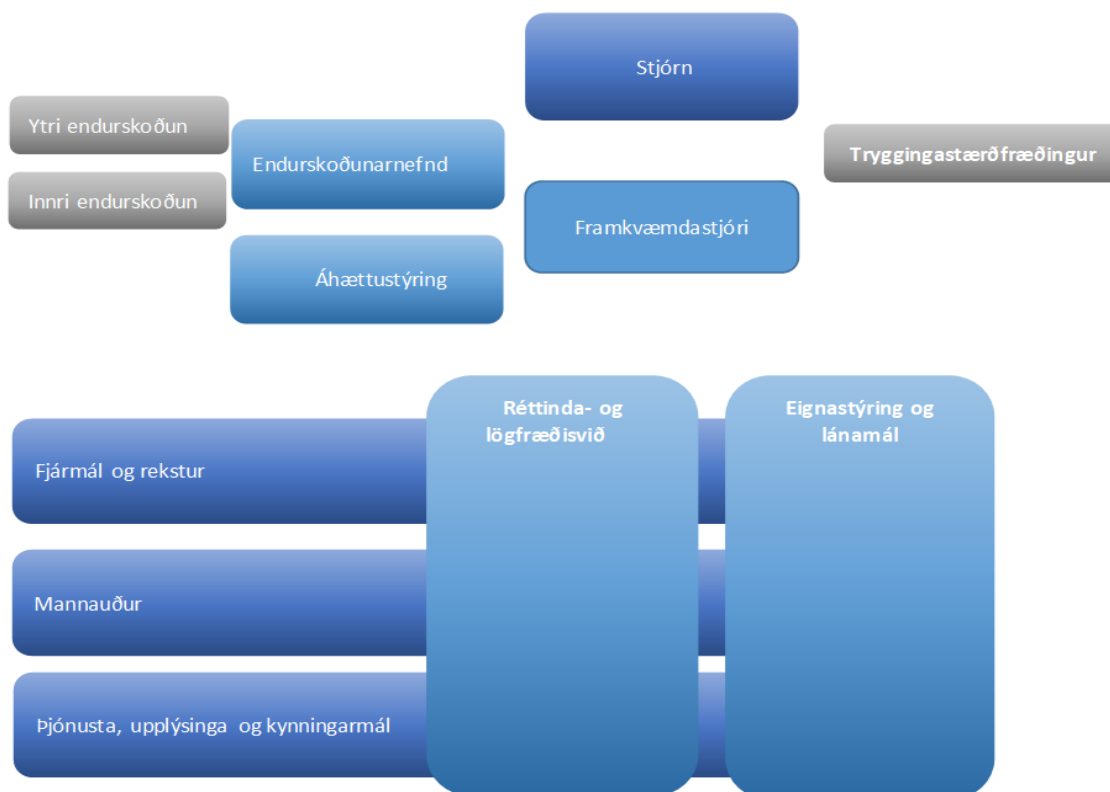 Stjórn
Ytri endurskoðun
Endurskoðunarnefnd
Tryggingastærðfræðingur
Innri endurskoðun
Framkvæmdastjóri
Áhættustýring
Réttinda- og
lögfræðisvið
Eignastýring og
lánamál
Fjármál og rekstur
Mannauður
Þjónusta, upplýsinga og kynningarmál